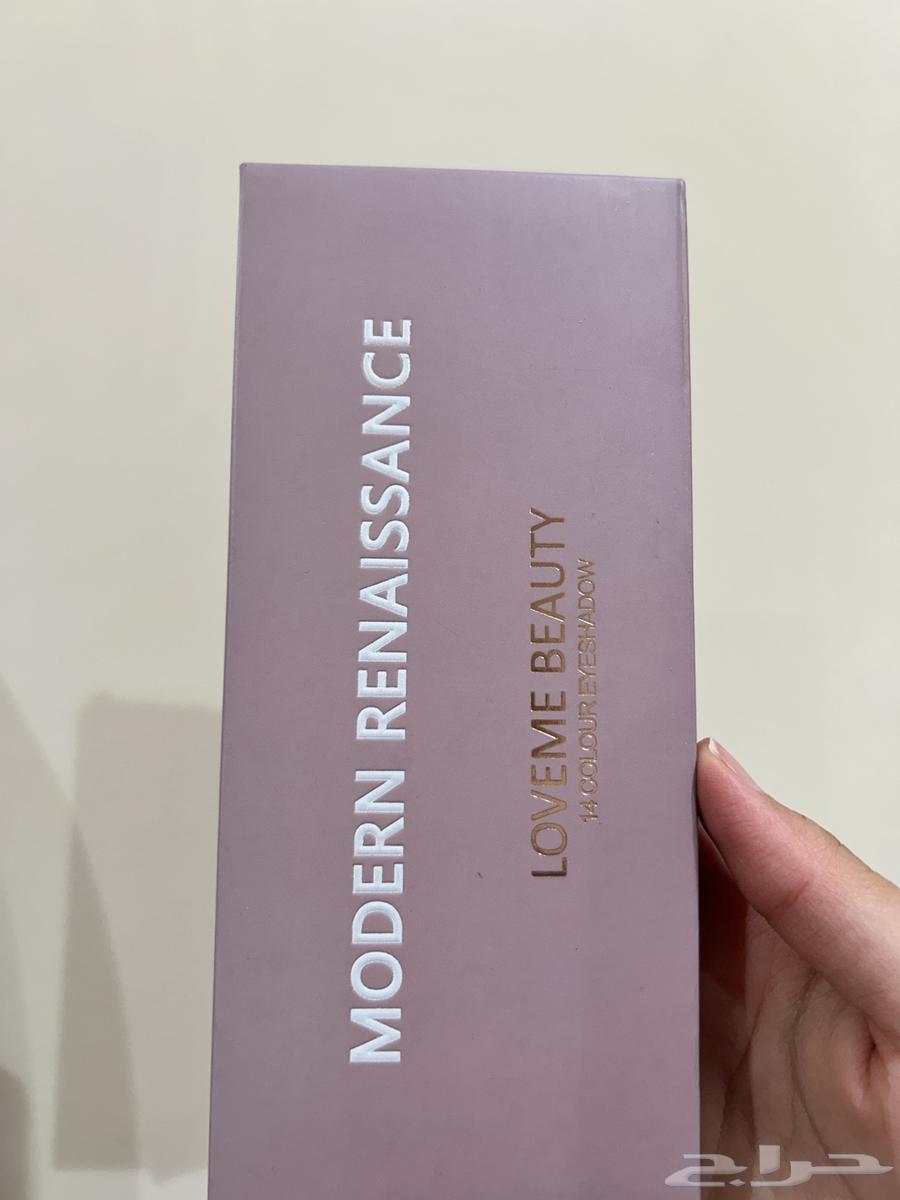 MODERN RENAISSANCE
LOVEME BEAUTY
14 COLOUR EYESHADOW
حراج